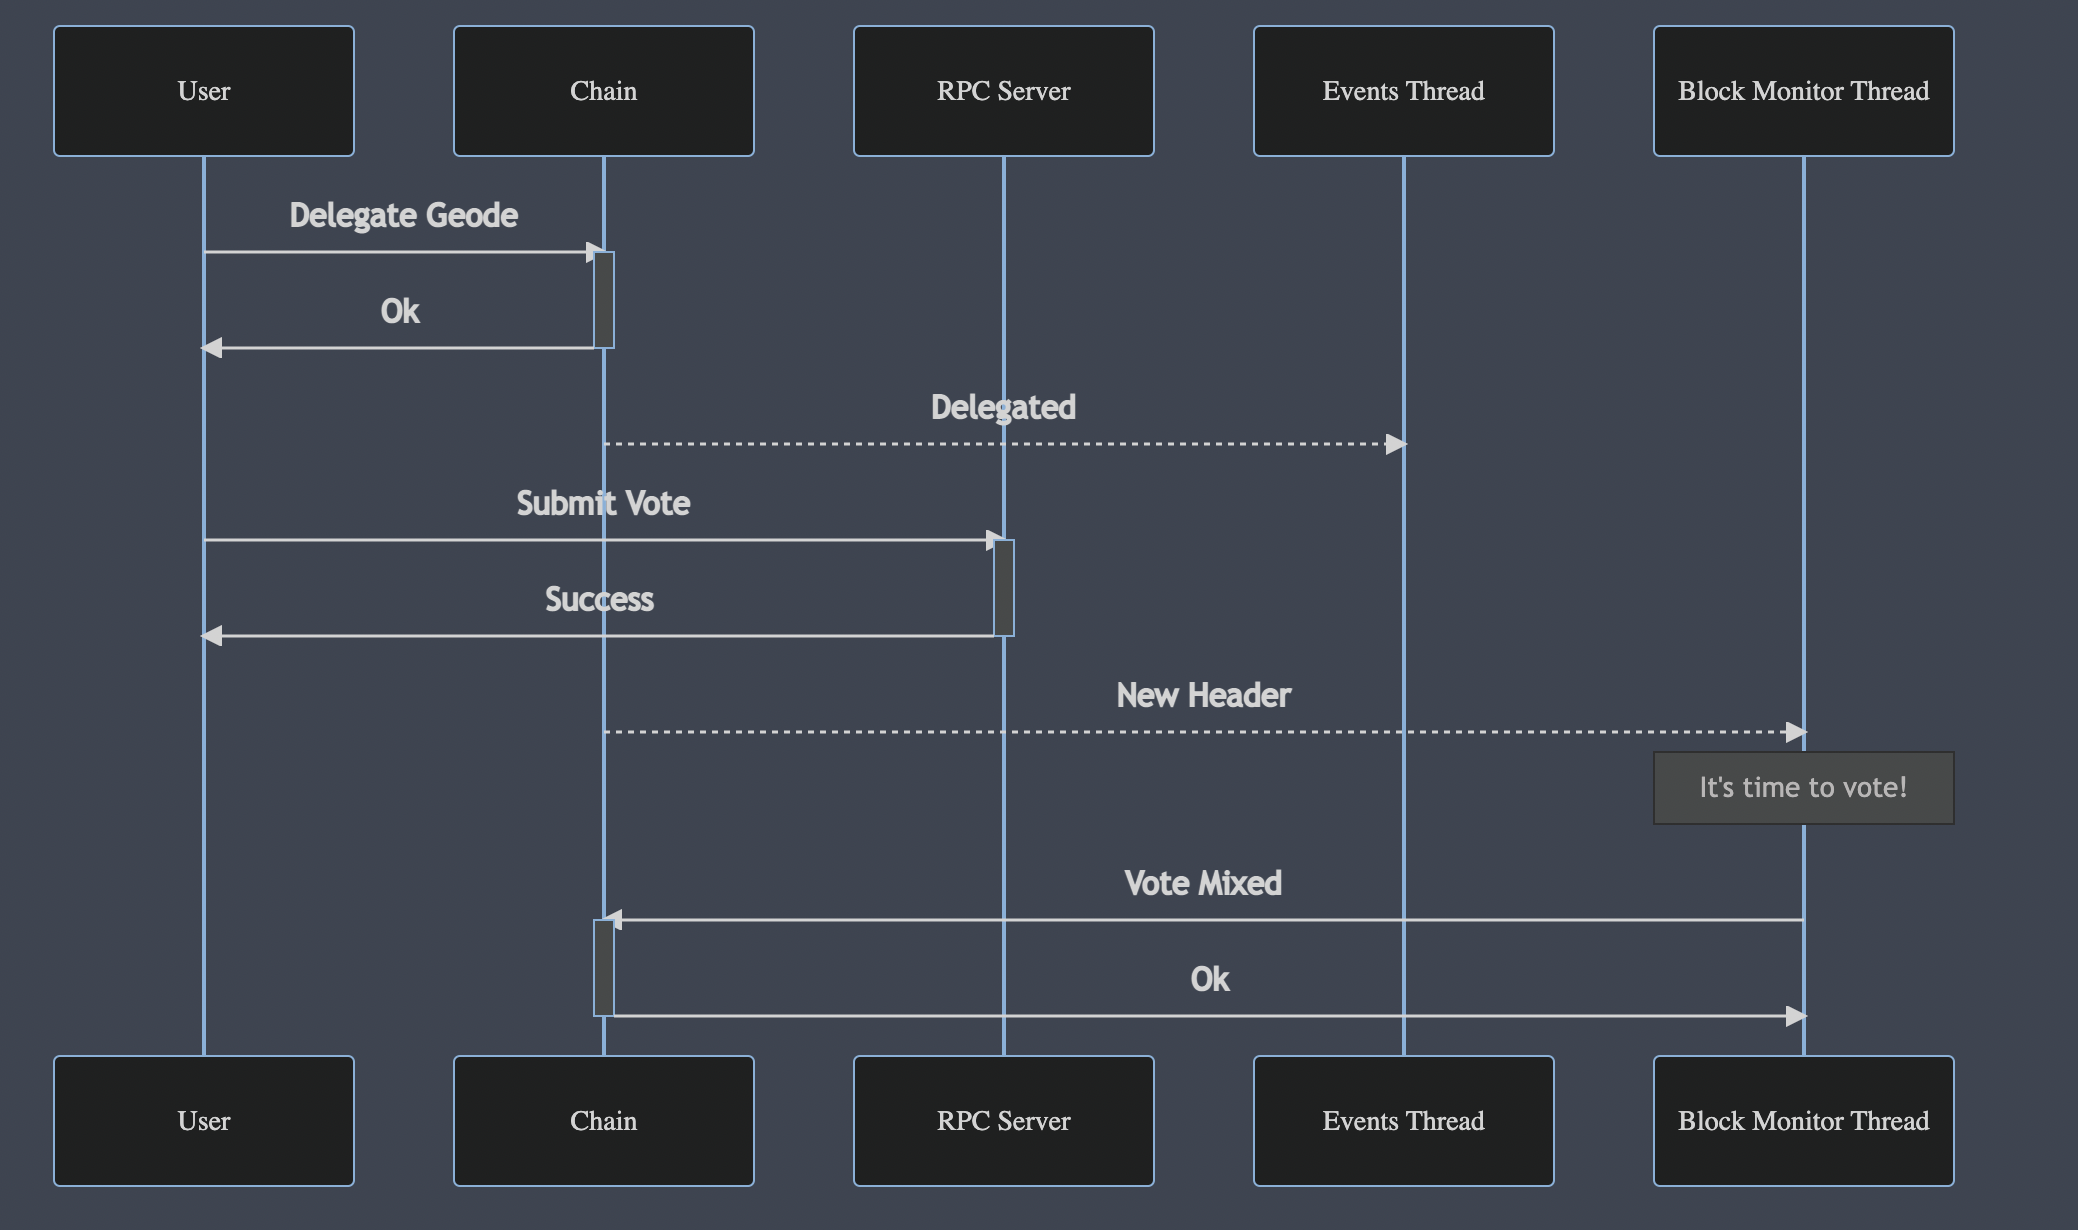 User
Chain
RPC Server
Events Thread
Block Monitor Thread
Delegate Geode
Ok
Delegated
Submit Vote
Success
New Header
It's time to vote!
Vote Mixed
Ok
User
Chain
RPC Server
Events Thread
Block Monitor Thread